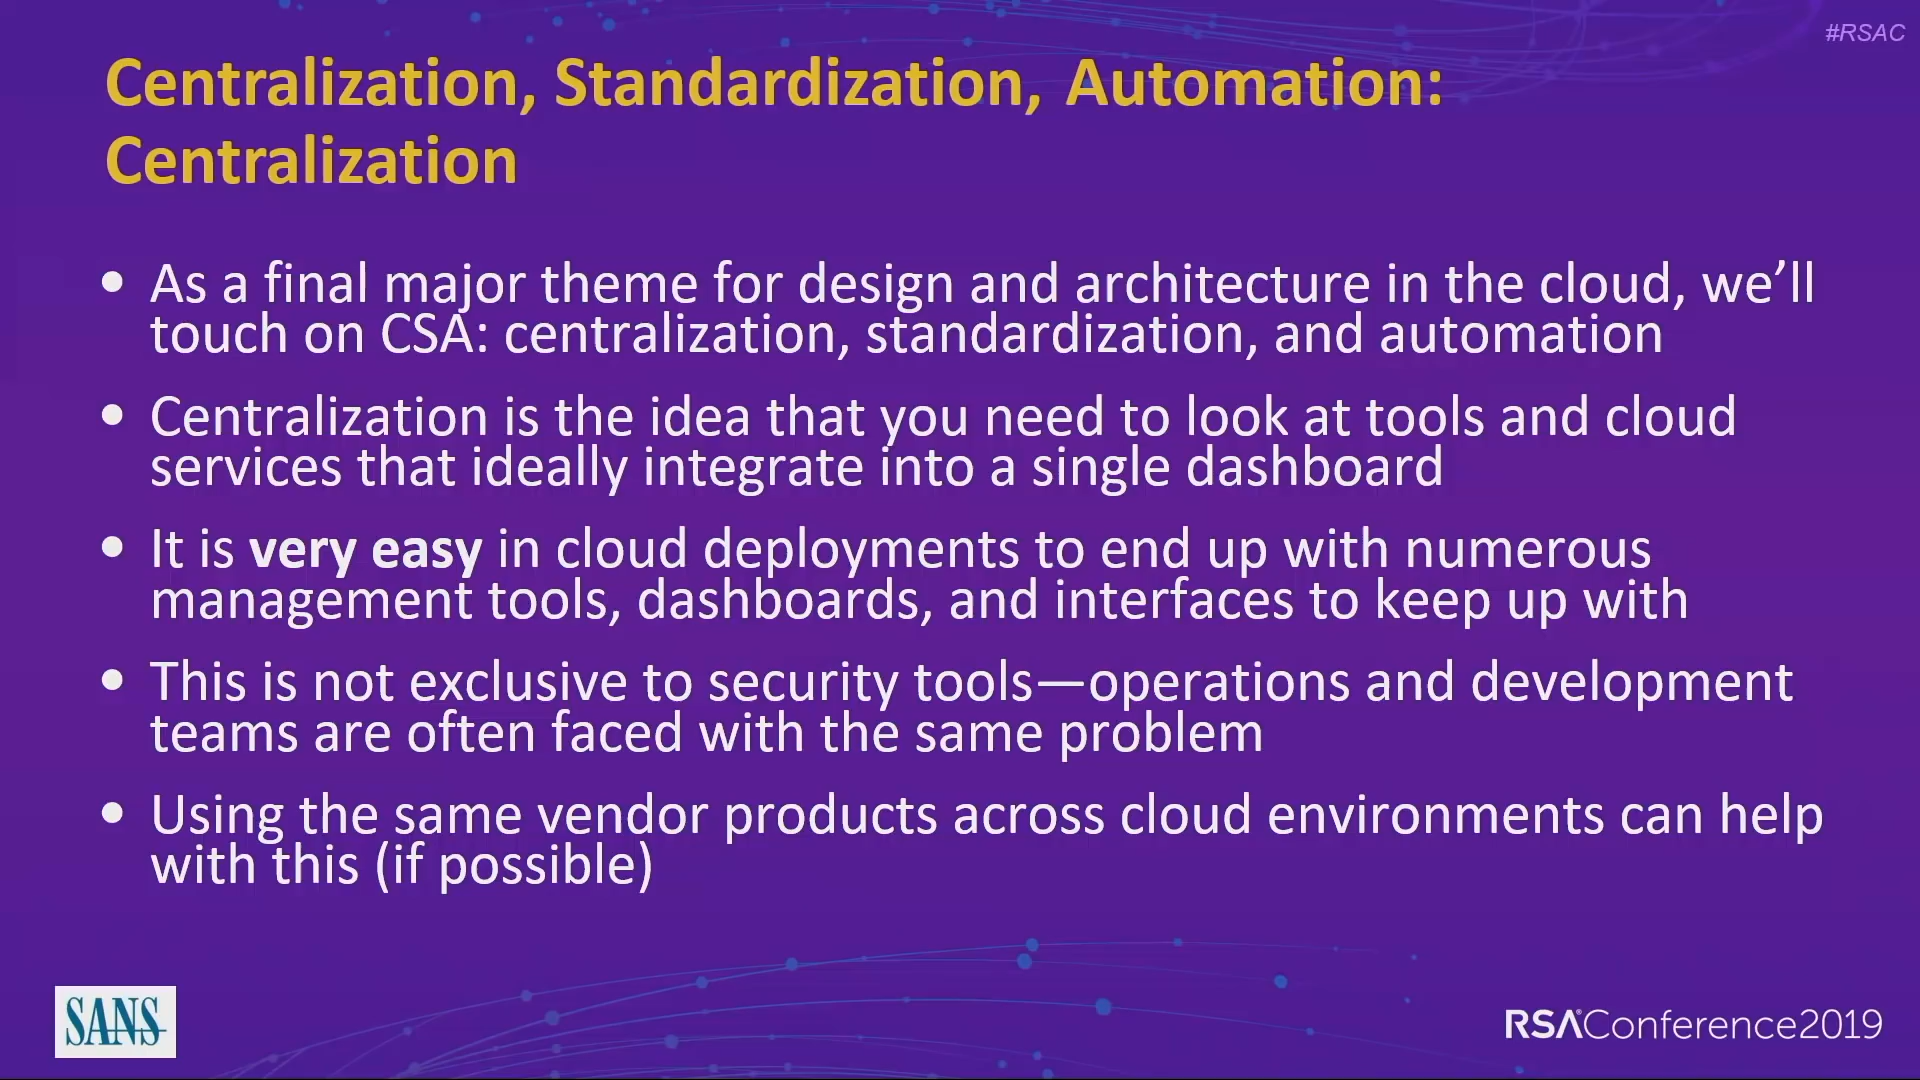 #RSAC
Centralization, Standardization, Automation:
Centralization
• As a final major theme for design and architecture in the cloud, we’ll
touch on CSA: centralization, standardization, and automation
• Centralization is the idea that you need to look at tools and cloud
services that ideally integrate into a single dashboard
• It is very easy in cloud deployments to end up with numerous
management tools, dashboards, and interfaces to keep up with
• This is not exclusive to security tools—operations and development
teams are often faced with the same problem
• Using the same vendor products across cloud environments can help
with this (if possible)
SANS
RSAConference2019